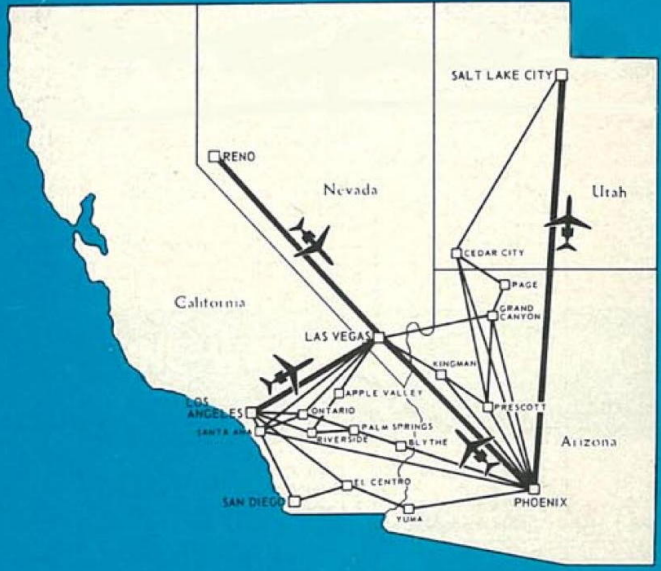 SALT LAKE CITY
RENO
Nevada
Utah
CEDAR CITY
PAGE
California
GRAND
CANYON
LAS VEGAS
KINGMAN
APPLE VALLEY
LOS
ANGELES
ONTARIO
PRESCOTT
SANTA ANA
RIVERSIDE
PALM SPRINGS
BLYTHE
Arizona
EL CENTRO
SAN DIEGO
PHOENIX
YUMA